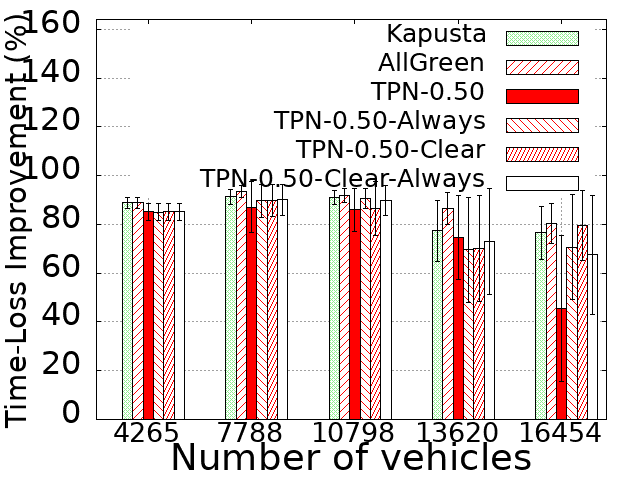 Time-Loss Improvement (%)
160
140
120
100
80
60
40
20
0
Kapusta
AllGreen
TPN-0.50
TPN-0.50-Always
TPN-0.50-Clear
TPN-0.50-Clear-Always
4265 7788 10798 13620 16454
Number of vehicles